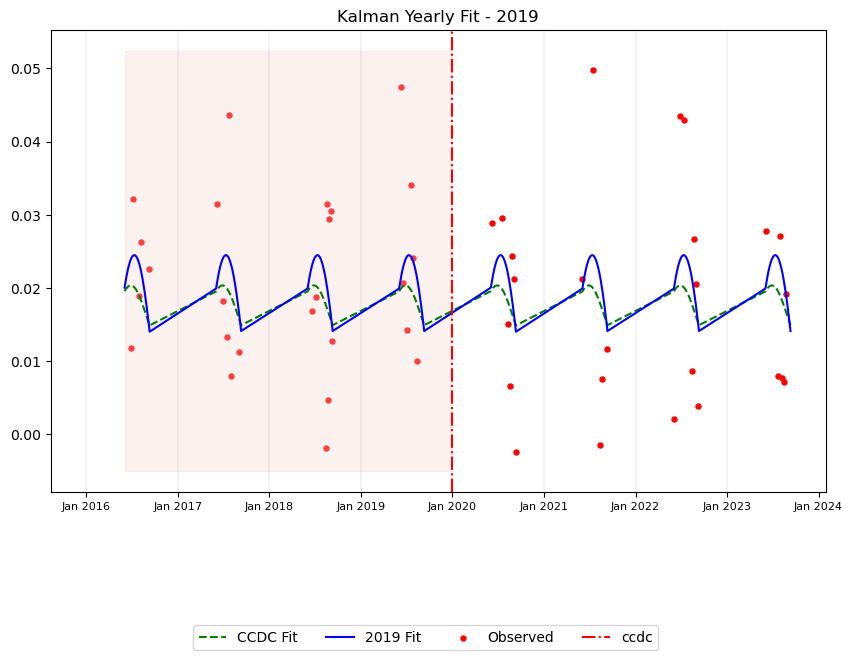 Kalman Yearly Fit - 2019
0.05
0.04
0.03
0.02
0.01
0.00
Jan 2016 Jan 2017 Jan 2018 Jan 2019 Jan 2020 Jan 2021 Jan 2022 Jan 2023 Jan 2024
CCDC Fit 2019 Fit Observed ccdc